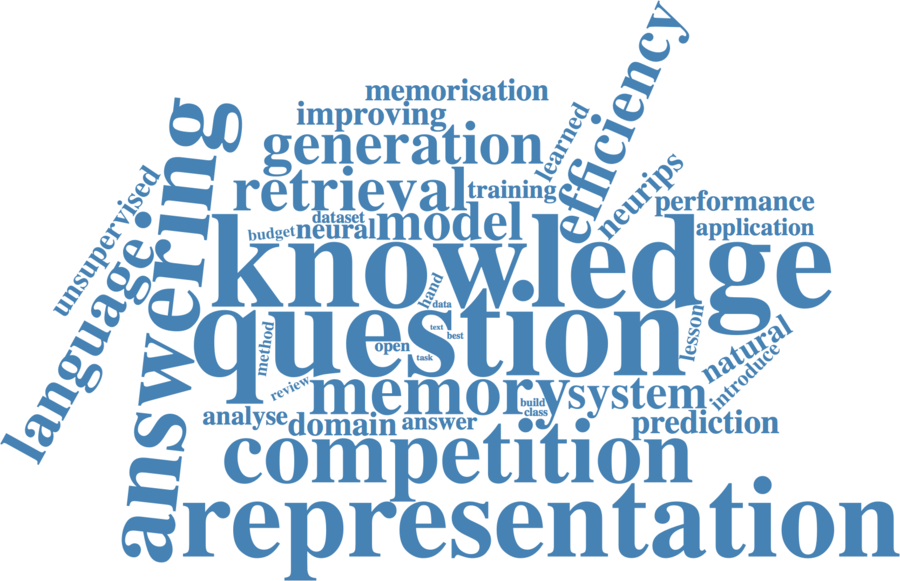 memorisation
improving
generation
learned
efficiency
retrieval
training
neurips
performance
unsupervised
dataset
budget
neural
model
application
language
answering
knowledge
hand
data
question
text
best
method
open
task
lesson
natural
introduce
review
memory
system
build
class
analyse
domain
answer
prediction
competition
representation